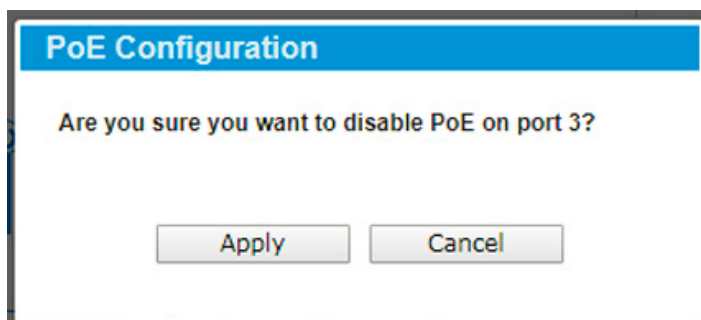 PoE Configuration
Are you sure you want to disable PoE on port 3?
Apply Cancel